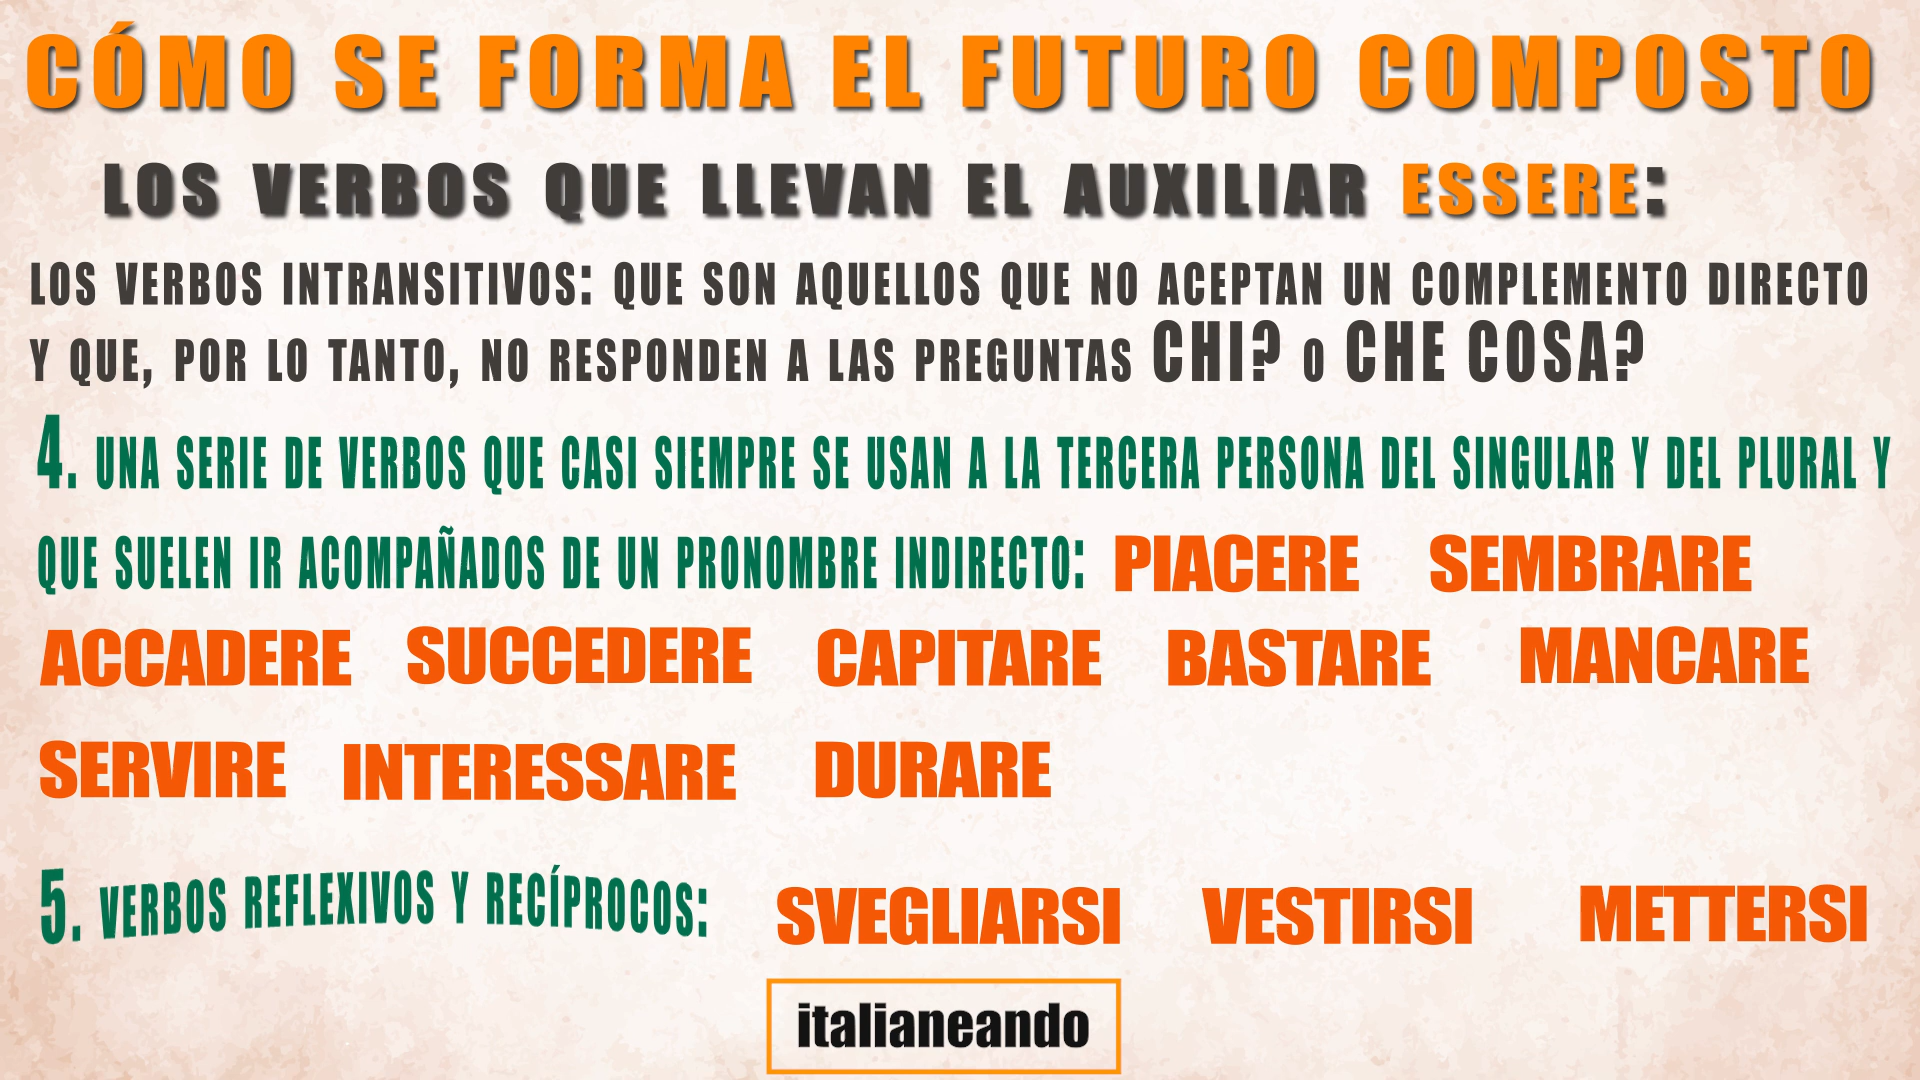 CÓMO SE FORMA EL FUTURO COMPOSTO
LOS VERBOS QUE LLEVAN EL AUXILIAR ESSERE:
LOS VERBOS INTRANSITIVOS: QUE SON AQUELLOS QUE NO ACEPTAN UN COMPLEMENTO DIRECTO
Y QUE, POR LO TANTO, NO RESPONDEN A LAS PREGUNTAS CHI? O CHE COSA?
4. UNA SERIE DE VERBOS QUE CASI SIEMPRE SE USAN A LA TERCERA PERSONA DEL SINGULAR Y DEL PLURAL Y
QUE SUELEN IR ACOMPAÑADOS DE UN PRONOMBRE INDIRECTO: PIACERE SEMBRARE
ACCADERE SUCCEDERE CAPITARE BASTARE MANCARE
SERVIRE INTERESSARE DURARE
5. VERBOS REFLEXIVOS Y RECÍPROCOS: SVEGLIARSI VESTIRSI METTERSI
italianeando